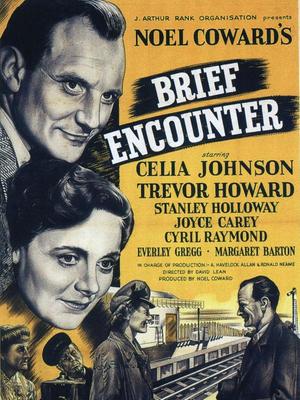 J. ARTHUR RANK ORGANISATION presents
NOEL COWARD'S
BRIEF
ENCOUNTER
starring
CELIA JOHNSON
TREVOR HOWARD
STANLEY HOLLOWAY
JOYCE CAREY
CYRIL RAYMOND
EVERLEY GREGG - MARGARET BARTON
IN CHARGE OF PRODUCTION :- A. HAVELOCK ALLAN & RONALD NEAME
DIRECTED BY DAVID LEAN
PRODUCED BY NOEL COWARD